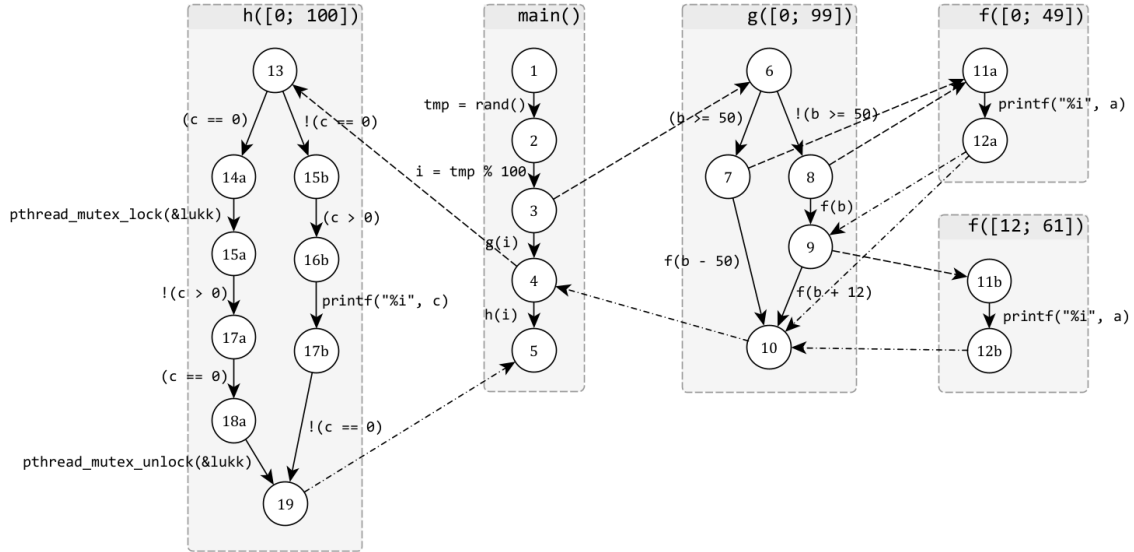 h([0; 100])
13
(c == 0)
!(c == 0)
14a
15b
pthread_mutex_lock(&lukk)
(c > 0)
15a
16b
!(c > 0)
printf("%i", c)
17a
17b
(c == 0)
18a
!(c == 0)
pthread_mutex_unlock(&lukk)
19
main()
1
tmp = rand()
2
i = tmp % 100
3
g(i)
4
h(i)
5
g([0; 99])
6
(b >= 50)
!(b >= 50)
7
8
f(b)
9
f(b - 50)
f(b + 12)
10
f([0; 49])
11a
printf("%i", a)
12a
f([12; 61])
11b
printf("%i", a)
12b